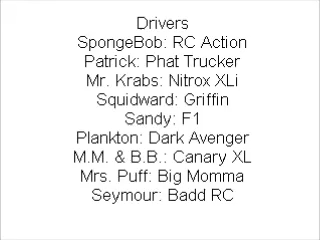 Drivers
SpongeBob: RC Action
Patrick: Phat Trucker
Mr. Krabs: Nitrox XLi
Squidward: Griffin
Sandy: F1
Plankton: Dark Avenger
M.M. & B.B.: Canary XL
Mrs. Puff: Big Momma
Seymour: Badd RC